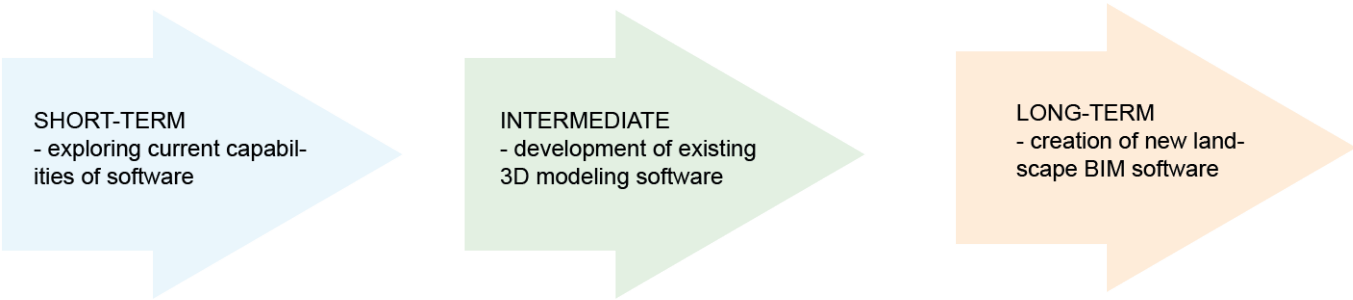 SHORT-TERM
- exploring current capabil-
ities of software
INTERMEDIATE
- development of existing
3D modeling software
LONG-TERM
- creation of new land-
scape BIM software